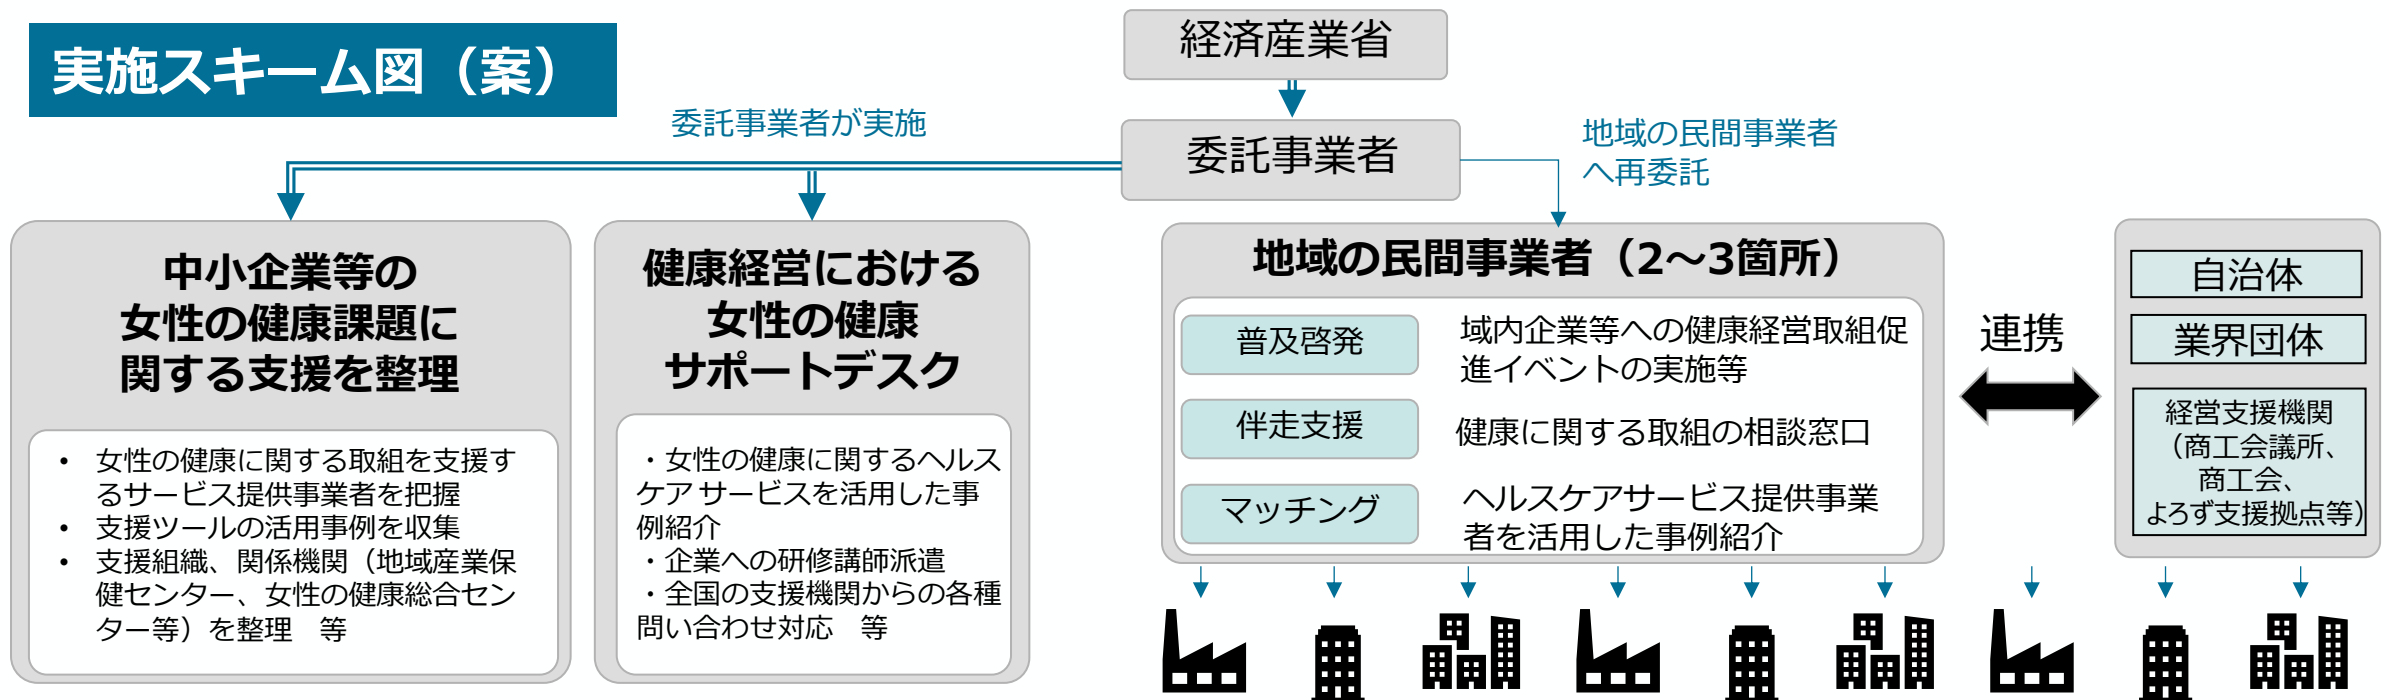 実施スキーム図（案）
経済産業省
委託事業者
委託事業者が実施
地域の民間事業者
へ再委託
中小企業等の
女性の健康課題に
関する支援を整理
• 女性の健康に関する取組を支援す
るサービス提供事業者を把握
• 支援ツールの活用事例を収集
• 支援組織、関係機関（地域産業保
健センター、女性の健康総合セン
ター等）を整理　等
健康経営における
女性の健康
サポートデスク
・女性の健康に関するヘルス
ケア サービスを活用した事
例紹介
・企業への研修講師派遣
・全国の支援機関からの各種
問い合わせ対応　等
地域の民間事業者（2～3箇所）
普及啓発
域内企業等への健康経営取組促
進イベントの実施等
伴走支援
健康に関する取組の相談窓口
マッチング
ヘルスケアサービス提供事業
者を活用した事例紹介
連携
自治体
業界団体
経営支援機関
（商工会議所、
商工会、
よろず支援拠点等）